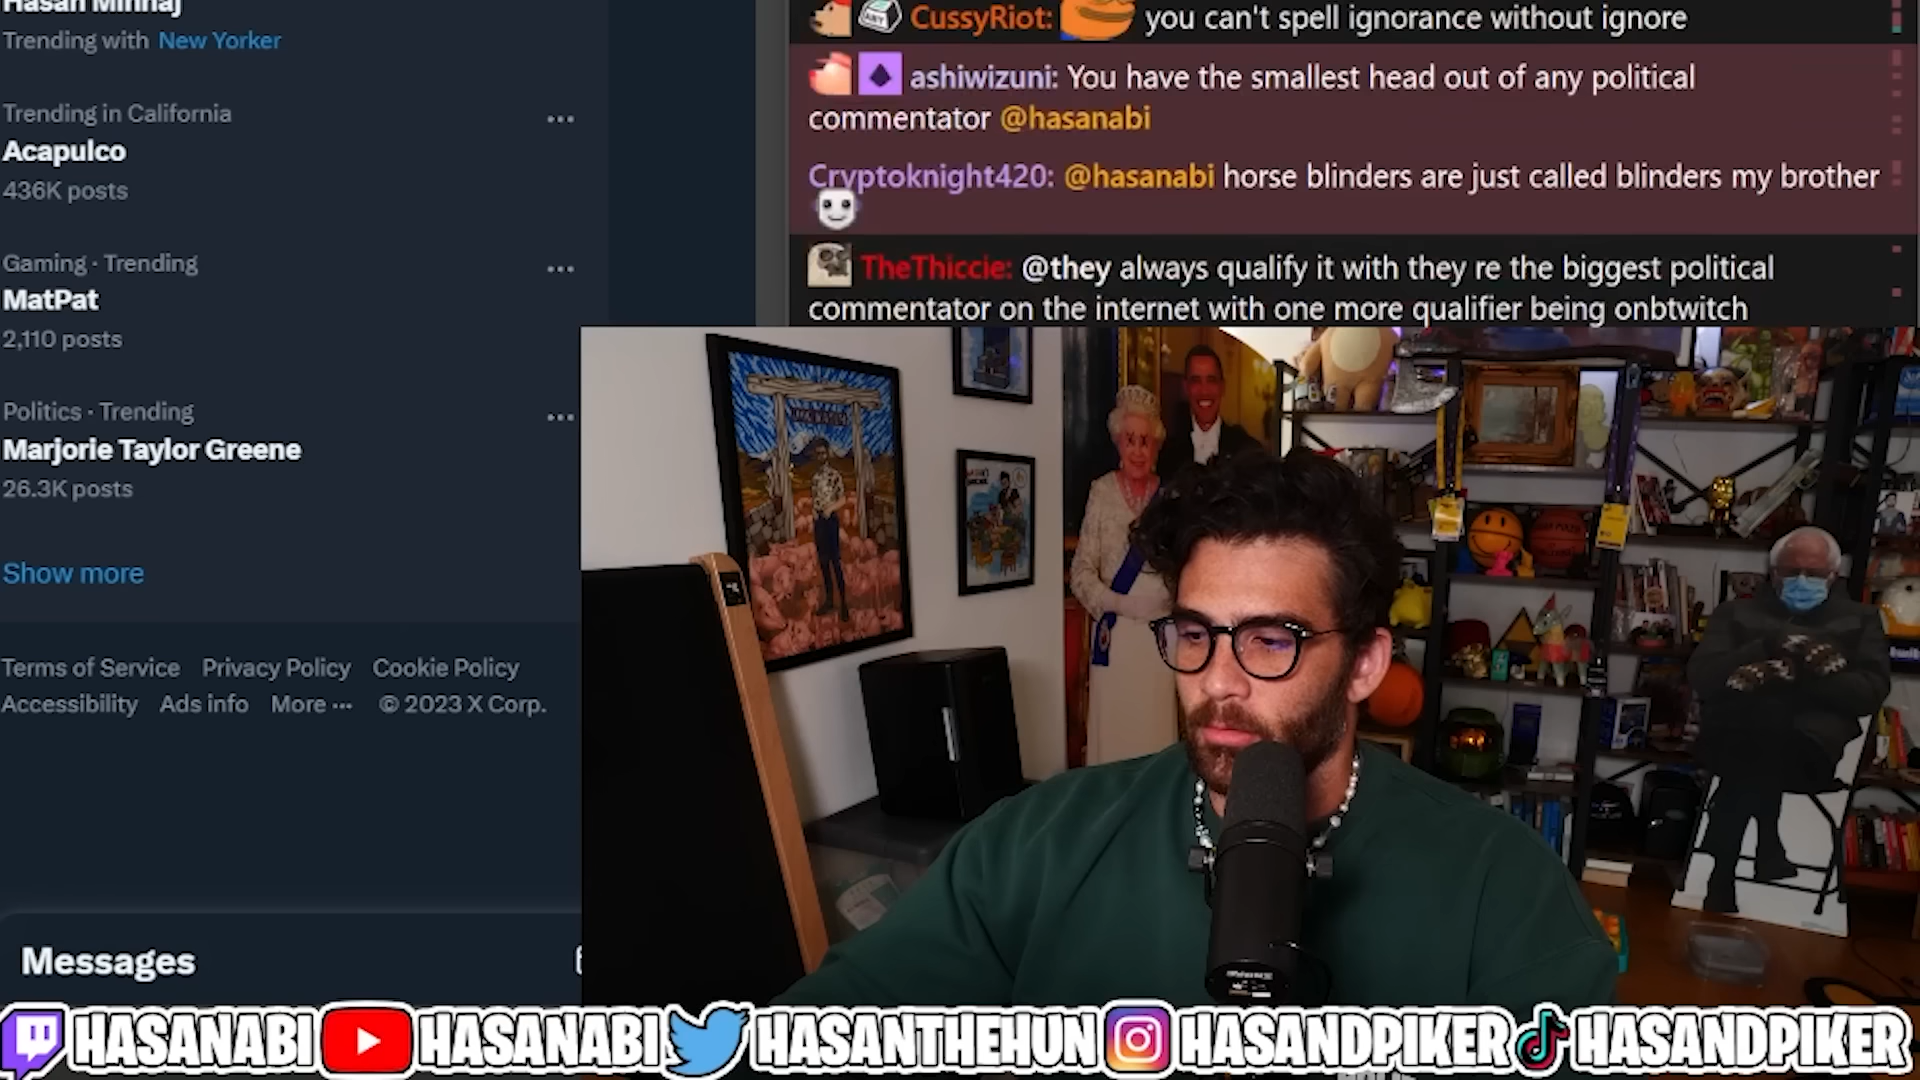 Hasan Minhaj
Trending with New Yorker
Trending in California
Acapulco
436K posts
Gaming · Trending
MatPat
2,110 posts
Politics · Trending
Marjorie Taylor Greene
26.3K posts
Show more
Terms of Service Privacy Policy Cookie Policy
Accessibility Ads info More ··· © 2023 X Corp.
Messages
CussyRiot: you can't spell ignorance without ignore
ashiwizuni: You have the smallest head out of any political
commentator @hasanabi
Cryptoknight420: @hasanabi horse blinders are just called blinders my brother
TheThiccie: @they always qualify it with they re the biggest political
commentator on the internet with one more qualifier being onbtwitch
HASANABI HASANABI HASANTHEHUN HASANDPIKER HASANDPIKER